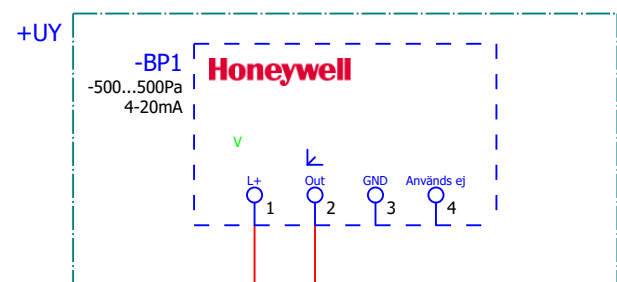 +UY
-BP1
-500...500Pa
4-20mA
Honeywell
V
L+ Out GND Används ej
1 2 3 4